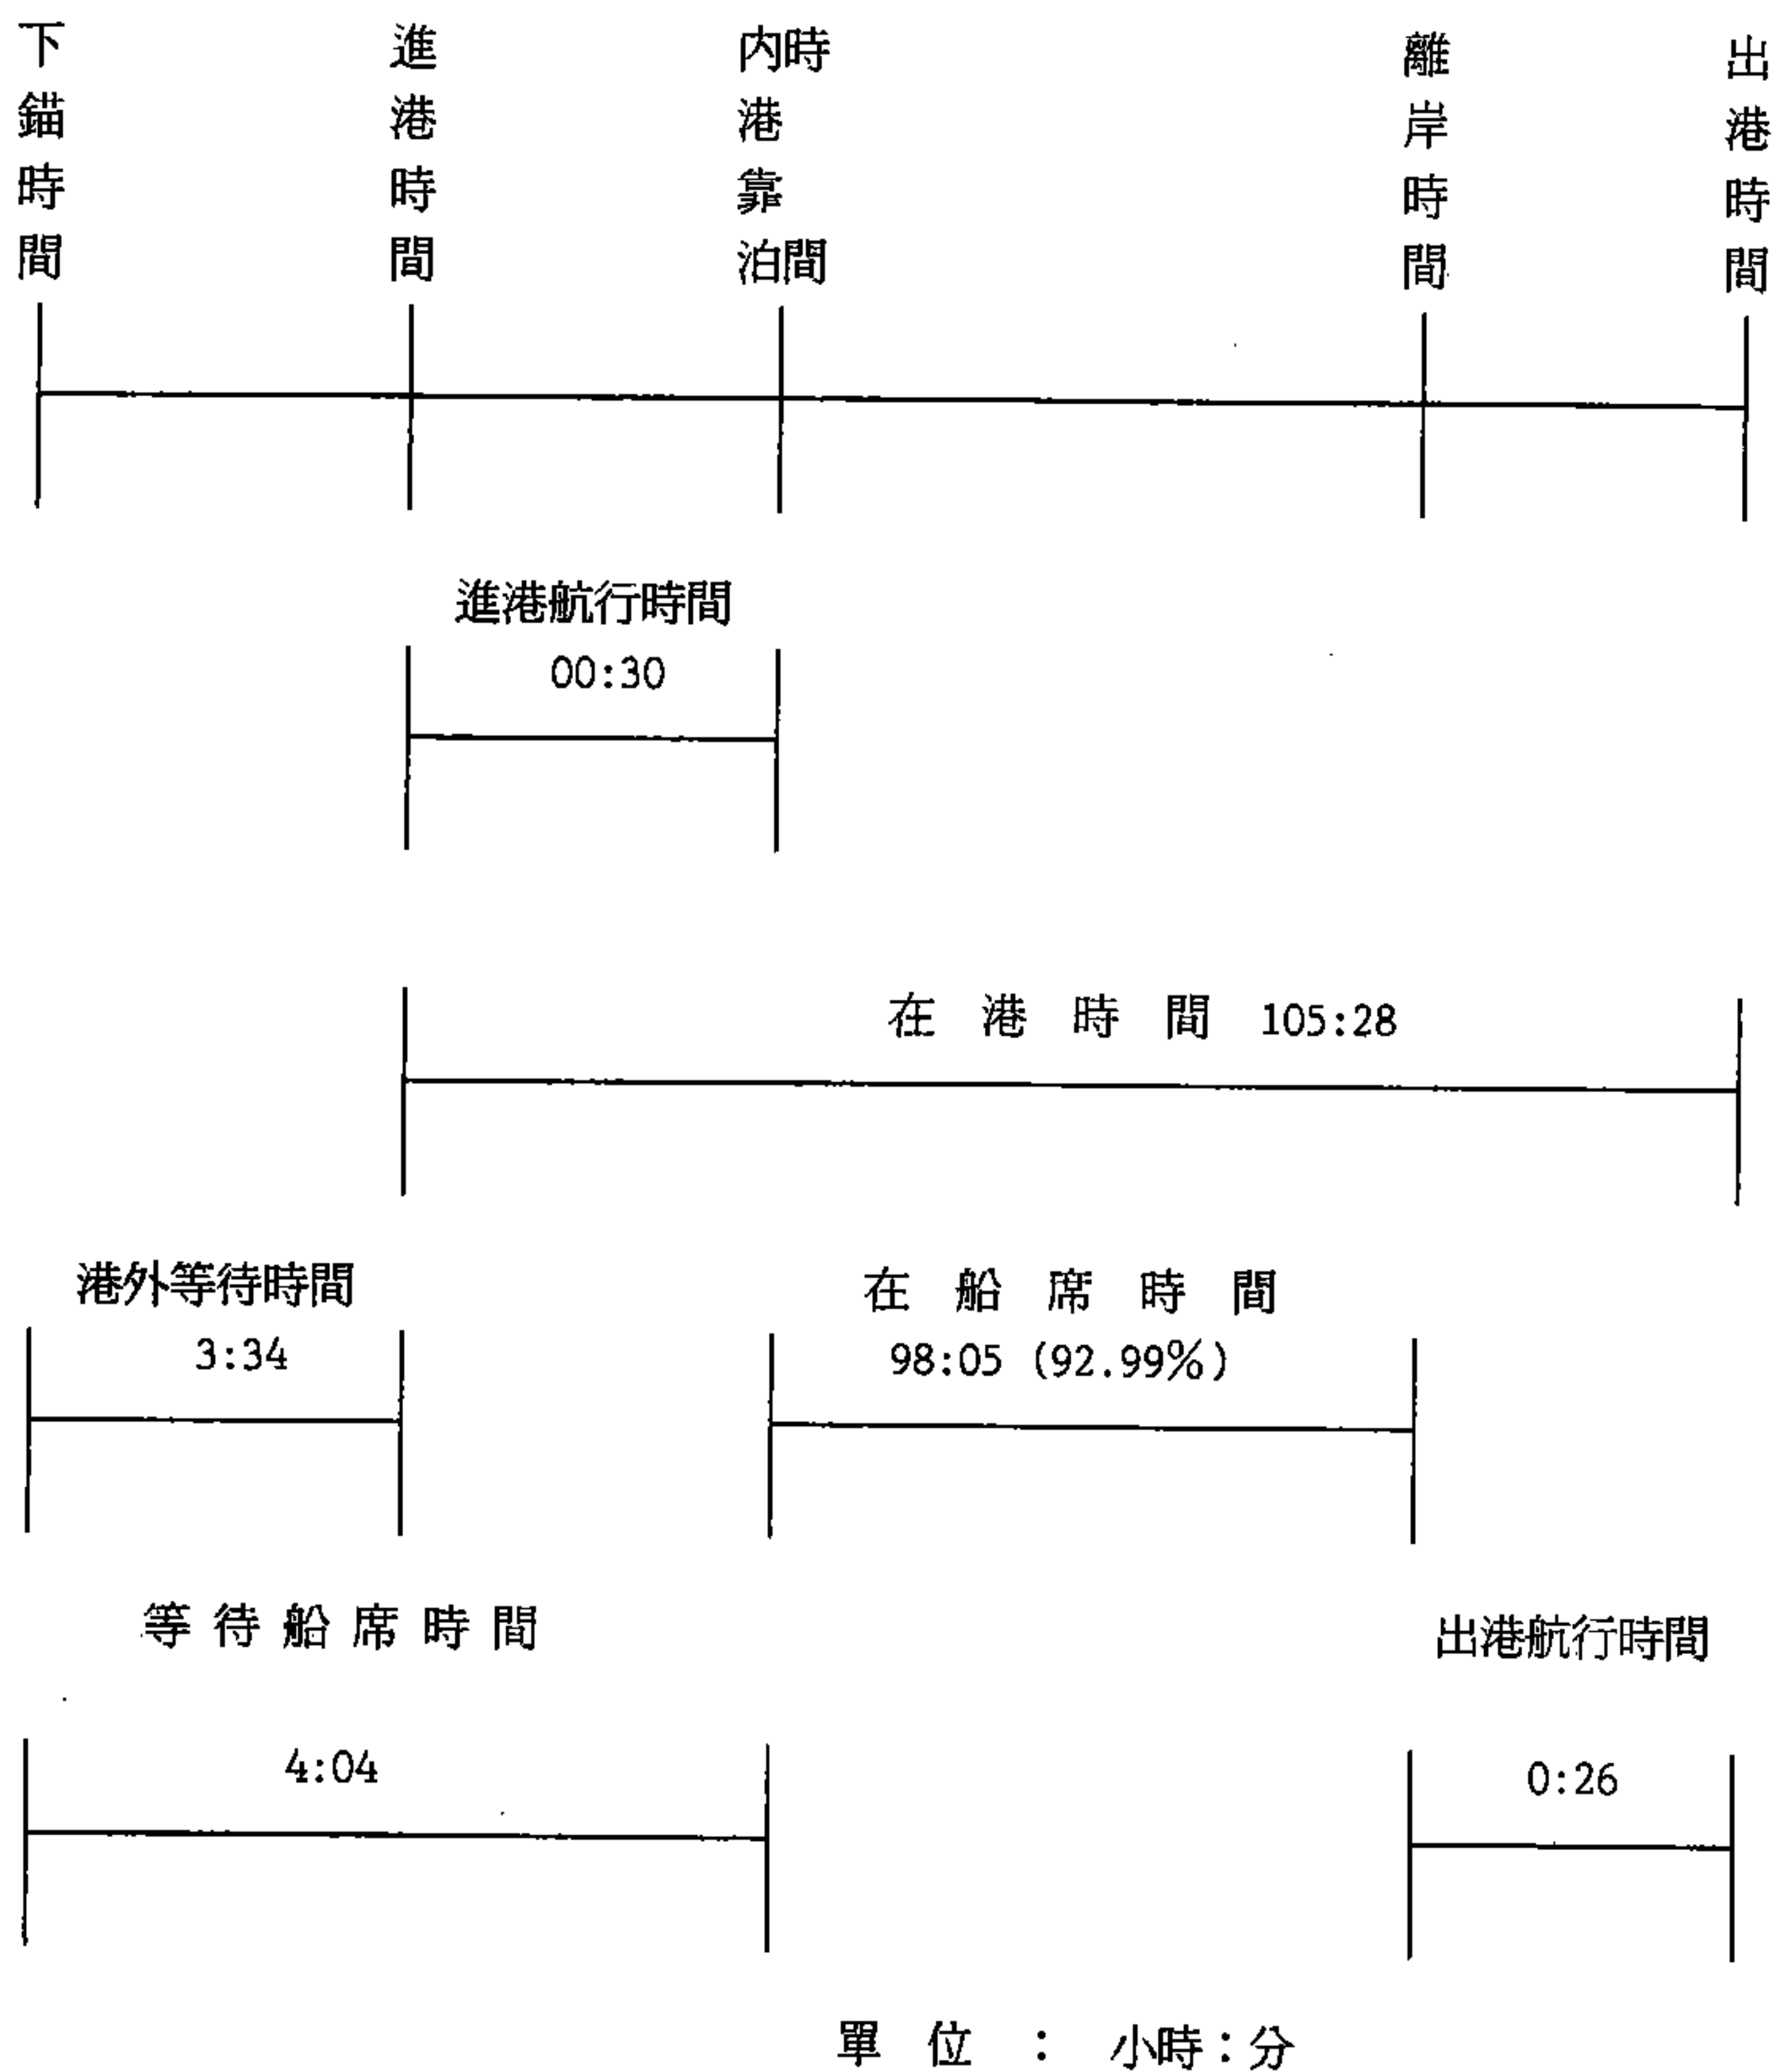 下錨時間
進港時間
內港靠泊時間
離岸時間
出港時間
進港航行時間
00:30
在港時間 105:28
港外等待時間
3:34
在船席時間
98:05 (92.99%)
等待船席時間
4:04
出港航行時間
0:26
單位 : 小時:分